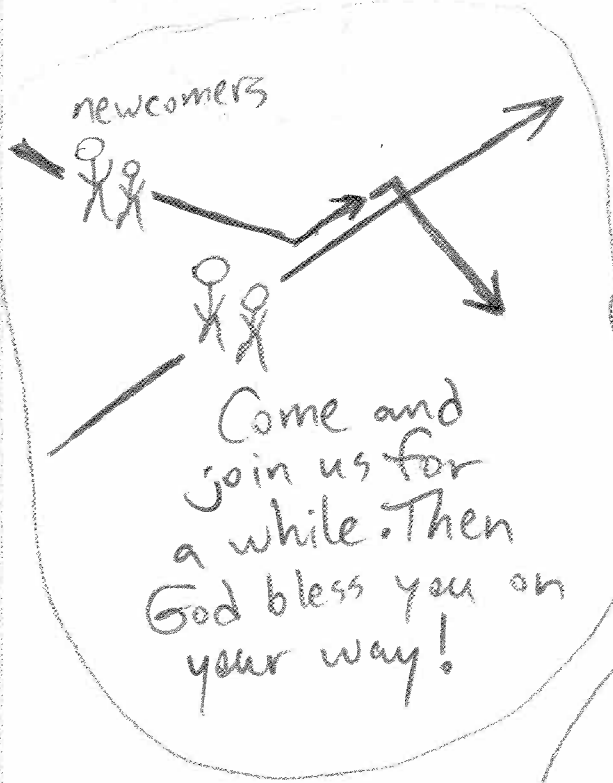 newcomers
Come and
join us for
a while. Then
God bless you on
your way!